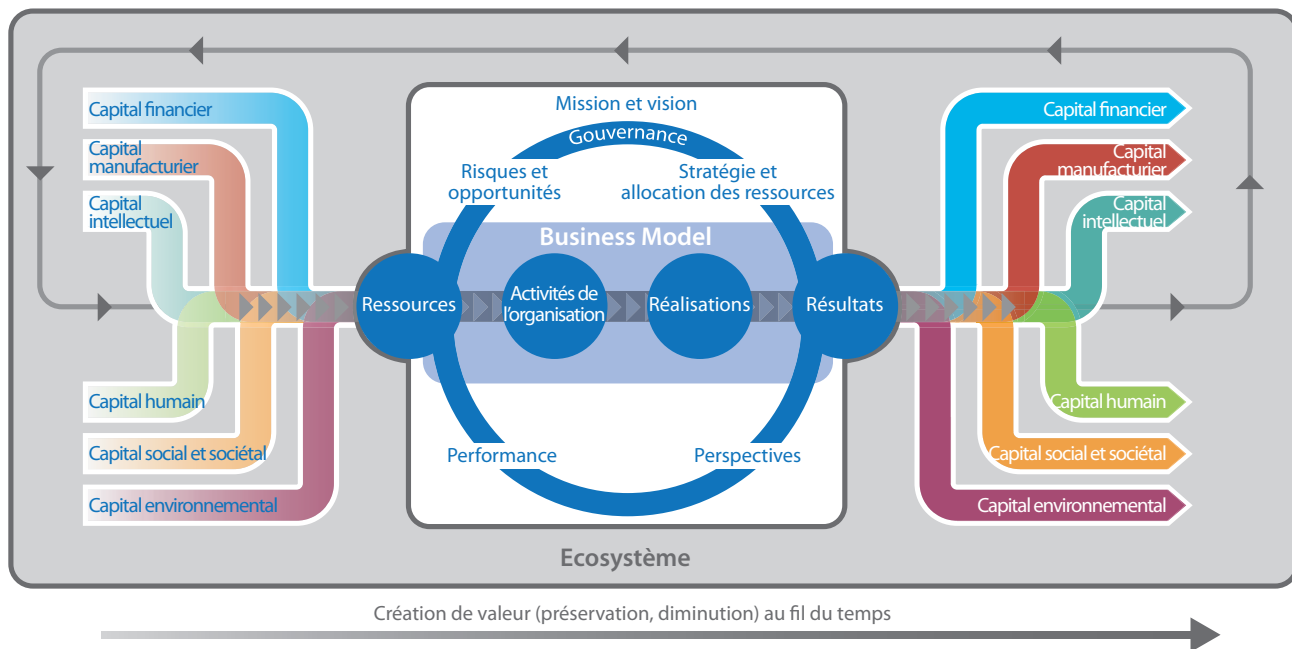 Capital financier
Capital
manufacturier
Capital
intellectuel
Capital humain
Capital social et sociétal
Capital environnemental
Mission et vision
Gouvernance
Risques et
opportunités
Stratégie et
allocation des ressources
Business Model
Ressources
Activités de
l’organisation
Réalisations
Résultats
Performance
Perspectives
Capital financier
Capital
manufacturier
Capital
intellectuel
Capital humain
Capital social et sociétal
Capital environnemental
Ecosystème
Création de valeur (préservation, diminution) au fil du temps